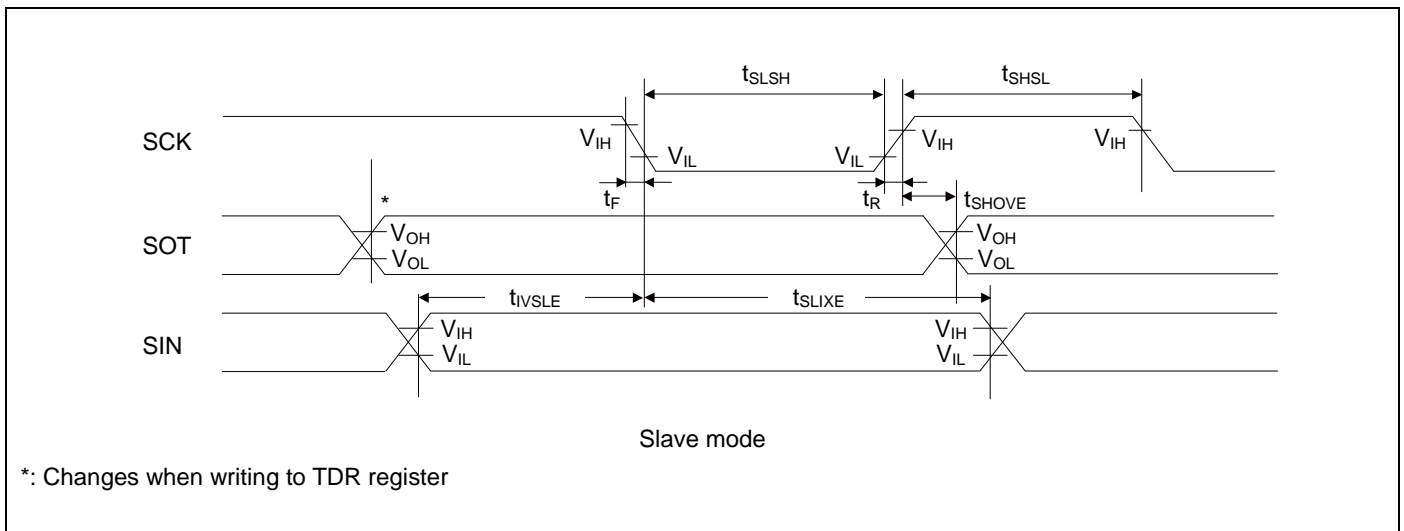 tSLSH tSHSL
SCK VIH VIL VIL VIH VIH
tF tR tSHOVE
*
SOT VOH VOL VOH VOL
tIVSLE tSLIXE
SIN VIH VIL VIH VIL
Slave mode
*: Changes when writing to TDR register